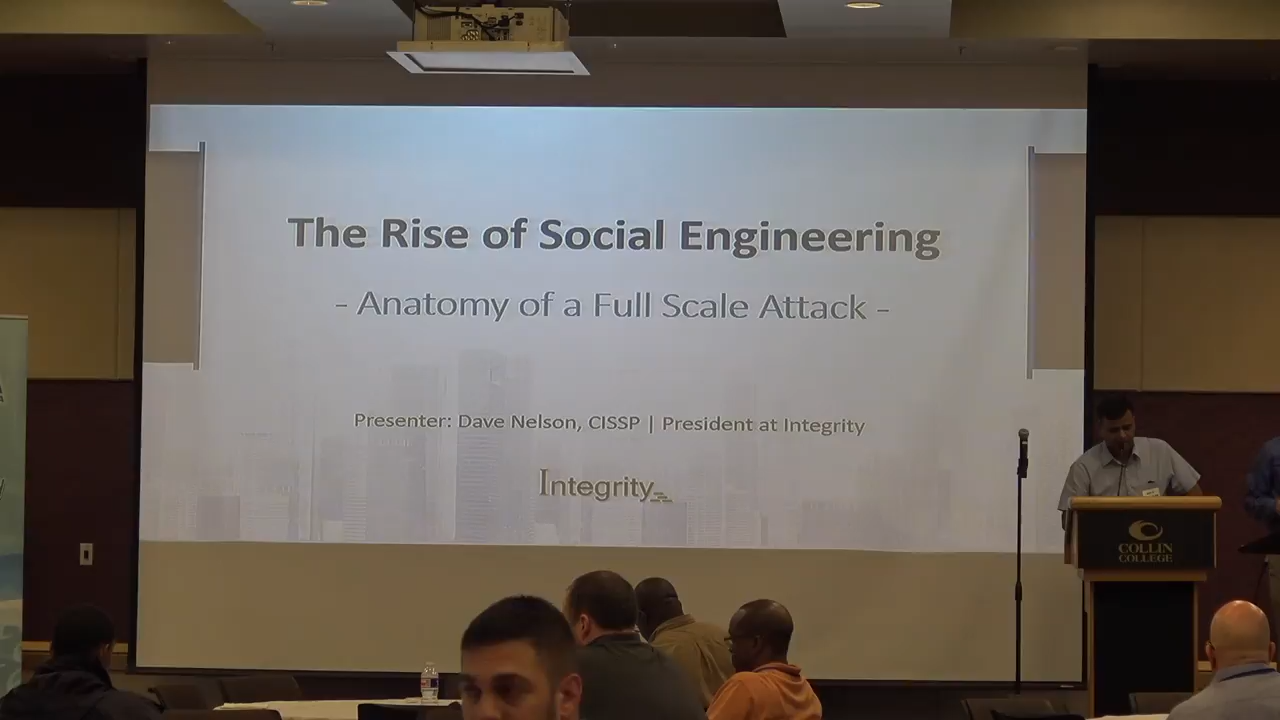 The Rise of Social Engineering
- Anatomy of a Full Scale Attack -
Presenter: Dave Nelson, CISSP | President at Integrity
Integrity
COLLIN
COLLEGE